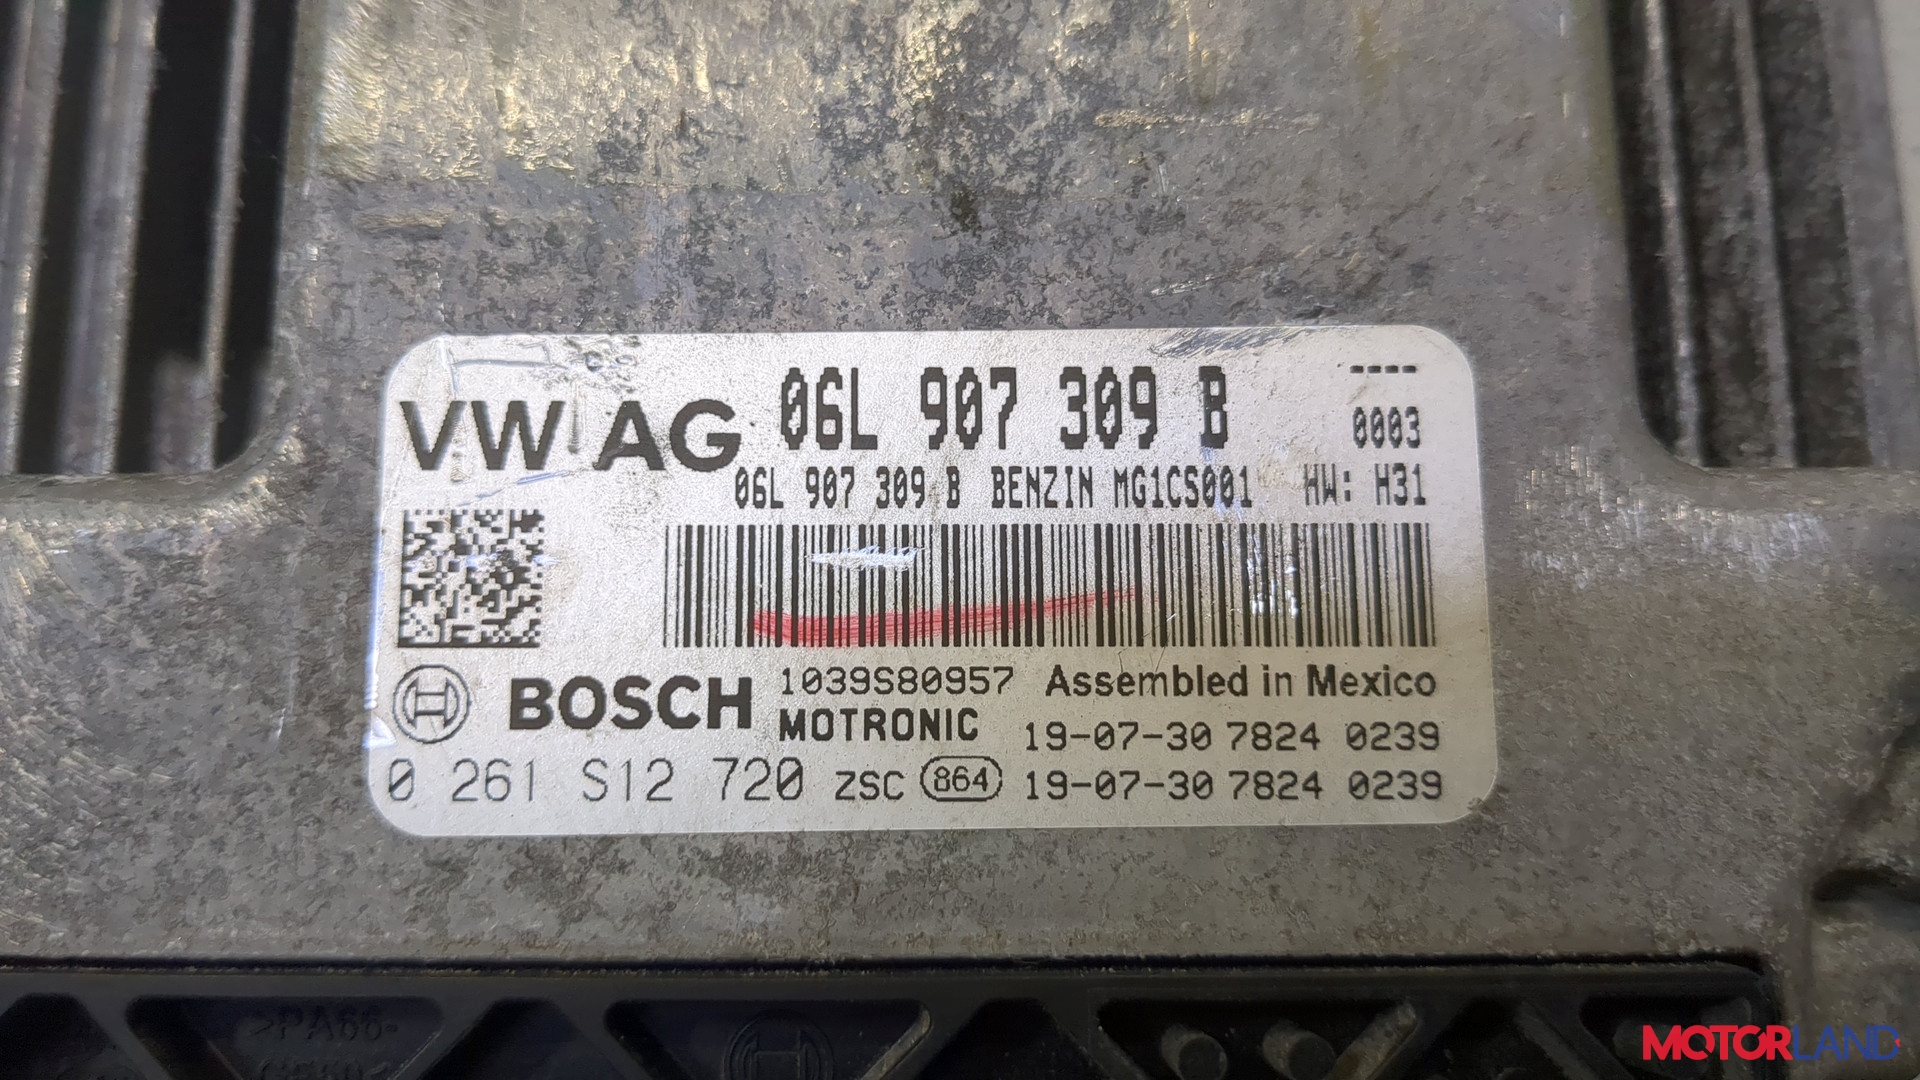 VW AG 06L 907 309 B ----
0003
06L 907 309 B BENZIN MG1CS001 HW: H31
BOSCH 1039S80957 Assembled in Mexico
MOTRONIC 19-07-30 7824 0239
0 261 S12 720 ZSC 864 19-07-30 7824 0239
>PA66-
MOTORLAND